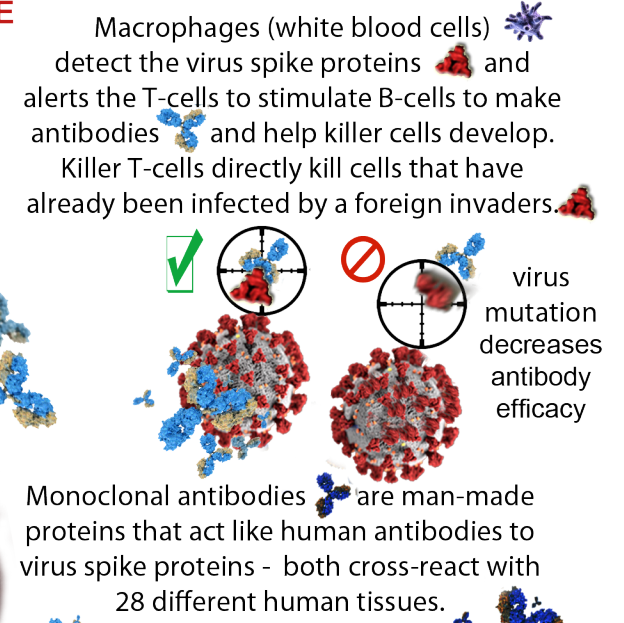 E
Macrophages (white blood cells)
detect the virus spike proteins and
alerts the T-cells to stimulate B-cells to make
antibodies and help killer cells develop.
Killer T-cells directly kill cells that have
already been infected by a foreign invaders.
virus
mutation
decreases
antibody
efficacy
Monoclonal antibodies are man-made
proteins that act like human antibodies to
virus spike proteins - both cross-react with
28 different human tissues.